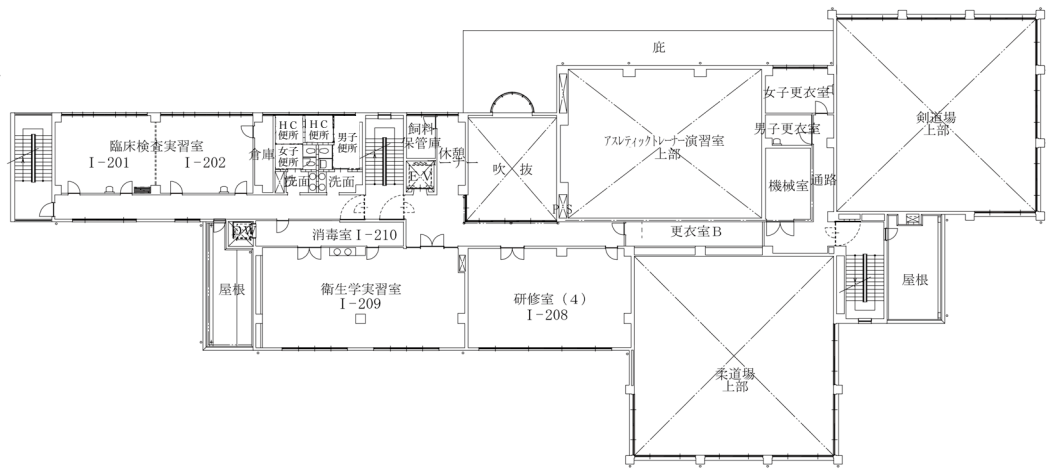 庇
女子更衣室
剣道場
上部
アスレティックトレーナー演習室
上部
男子更衣室
機械室
通路
飼料
保管庫
休憩
コーナー
吹抜
ＥＶ
ＨＣ
便所
ＨＣ
便所
男子
便所
女子
便所
倉庫
洗面
洗面
臨床検査実習室
Ｉ−201
Ｉ−202
ＰＳ
ＤＷ
消毒室Ｉ−210
更衣室Ｂ
屋根
衛生学実習室
Ｉ−209
研修室（４）
Ｉ−208
屋根
柔道場
上部